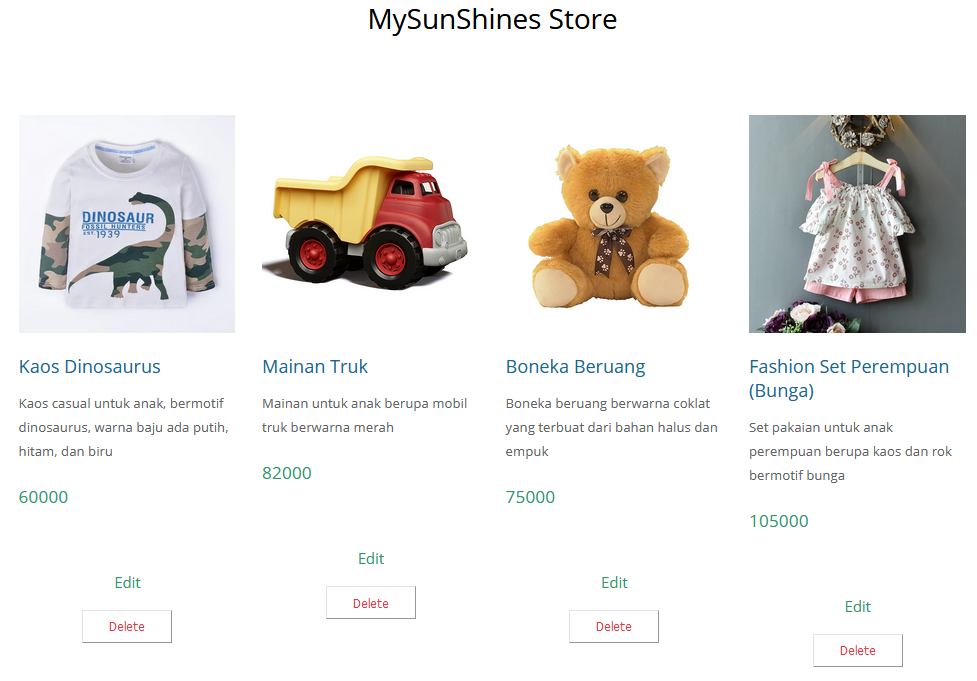 MySunShines Store
DINOSAUR
FOSSIL HUNTERS
EST. 1939
Kaos Dinosaurus
Kaos casual untuk anak, bermotif
dinosaurus, warna baju ada putih,
hitam, dan biru
60000
Edit
Delete
Mainan Truk
Mainan untuk anak berupa mobil
truk berwarna merah
82000
Edit
Delete
Boneka Beruang
Boneka beruang berwarna coklat
yang terbuat dari bahan halus dan
empuk
75000
Edit
Delete
Fashion Set Perempuan
(Bunga)
Set pakaian untuk anak
perempuan berupa kaos dan rok
bermotif bunga
105000
Edit
Delete